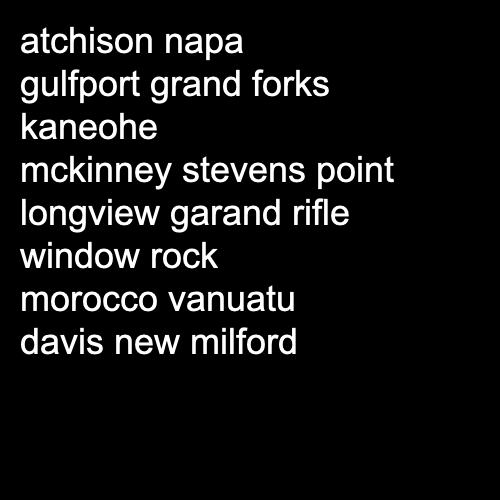 atchison napa
gulfport grand forks
kaneohe
mckinney stevens point
longview garand rifle
window rock
morocco vanuatu
davis new milford